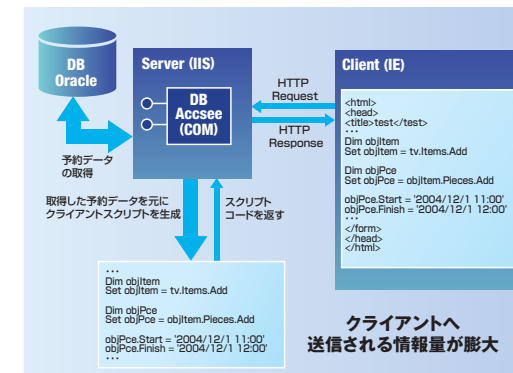 DB
Oracle
Server (IIS)
DB
Accsee
(COM)
HTTP
Request
HTTP
Response
Client (IE)
<html>
<head>
<title>test</test>
･･･
Dim objItem
Set objItem = tv.Items.Add
Dim objPce
Set objPce = objItem.Pieces.Add
objPce.Start = '2004/12/1 11:00'
objPce.Finish = '2004/12/1 12:00'
･･･
</form>
</head>
</html>
予約データ
の取得
取得した予約データを元に
クライアントスクリプトを生成
スクリプト
コードを返す
･･･
Dim objItem
Set objItem = tv.Items.Add
Dim objPce
Set objPce = objItem.Pieces.Add
objPce.Start = '2004/12/1 11:00'
objPce.Finish = '2004/12/1 12:00'
･･･
クライアントへ
送信される情報量が膨大